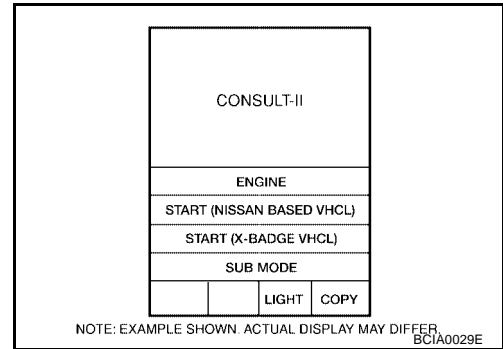 CONSULT-II
ENGINE
START (NISSAN BASED VHCL)
START (X-BADGE VHCL)
SUB MODE
LIGHT COPY
NOTE: EXAMPLE SHOWN. ACTUAL DISPLAY MAY DIFFER.
BCIA0029E